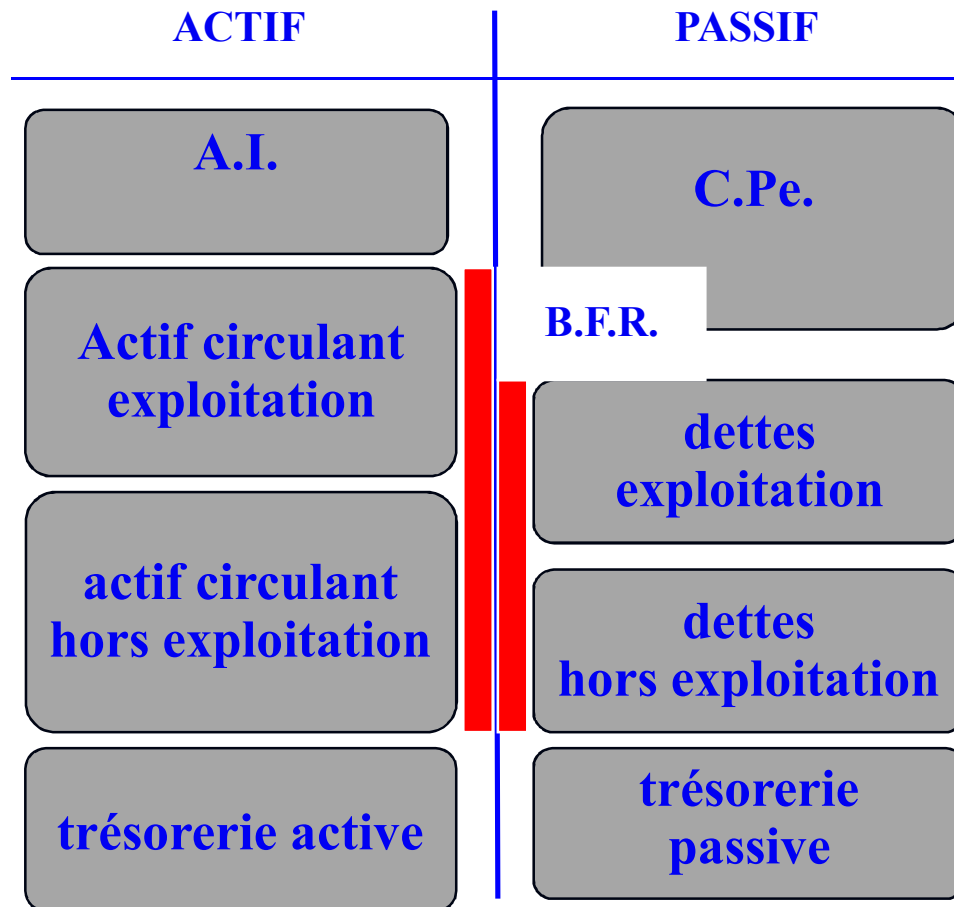 ACTIF
PASSIF
A.I.
C.Pe.
B.F.R.
Actif circulant
exploitation
dettes
exploitation
actif circulant
hors exploitation
dettes
hors exploitation
trésorerie active
trésorerie
passive